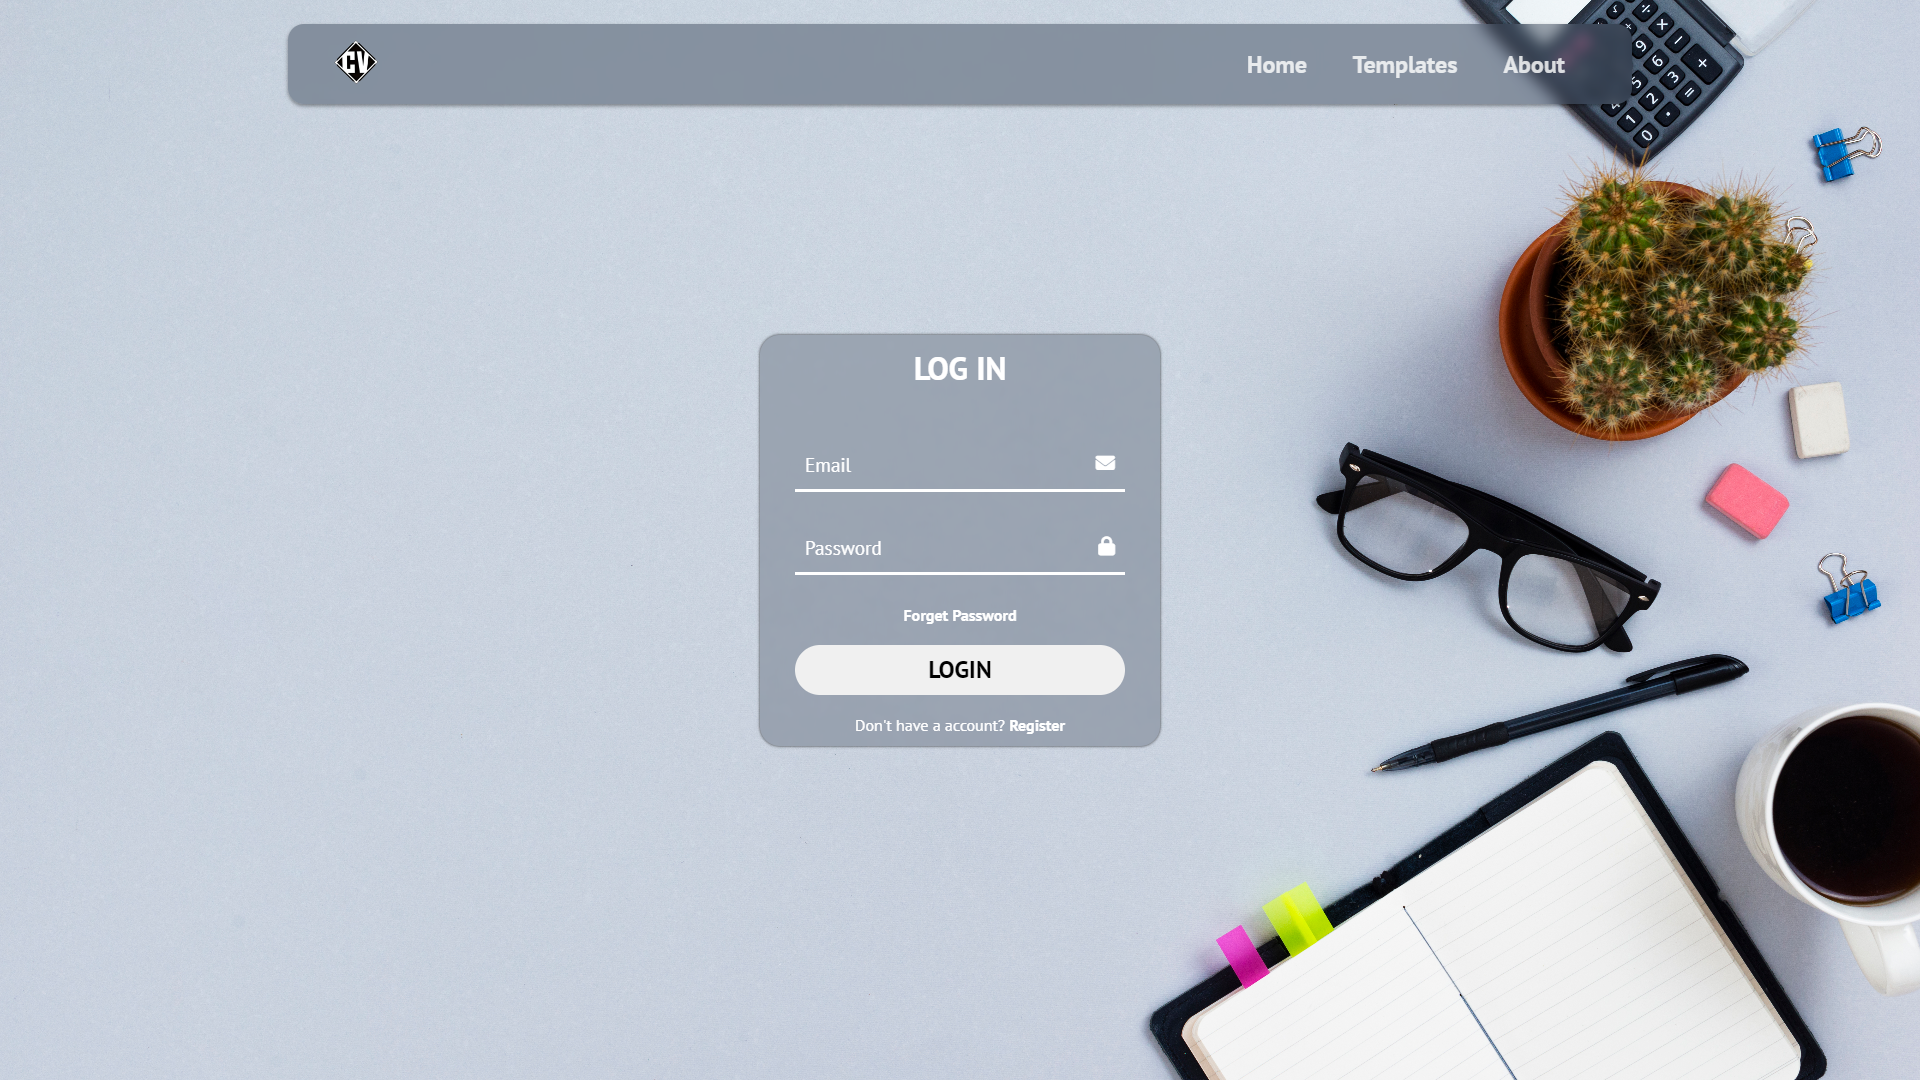 CV
Home Templates About
LOG IN
Email
Password
Forget Password
LOGIN
Don't have a account? Register